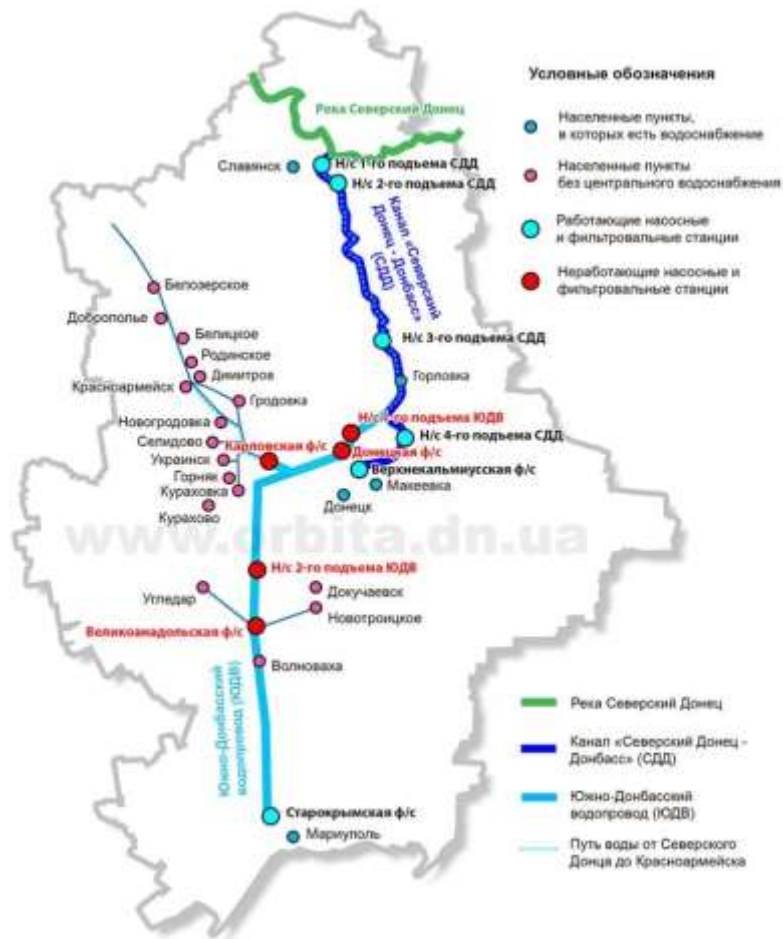 Условные обозначения
Населенные пункты,
в которых есть водоснабжение
Населенные пункты
без центрального водоснабжения
Работающие насосные
и фильтровальные станции
Неработающие насосные и
фильтровальные станции
Река Северский Донец
Славянск
Н/с 1-го подъема СДД
Н/с 2-го подъема СДД
Канал «Северский
Донец - Донбасс»
(СДД)
Белозерское
Доброполье
Белицкое
Родинское
Димитров
Красноармейск
Гродовка
Н/с 3-го подъема СДД
Горловка
Н/с 1-го подъема ЮДВ
Новогродовка
Селидово
Карловская ф/с
Донецкая ф/с
Н/с 4-го подъема СДД
Украинск
Верхнекальмиусская ф/с
Горняк
Макеевка
Кураховка
Донецк
Курахово
www.orbita.dn.ua
Н/с 2-го подъема ЮДВ
Угледар
Докучаевск
Новотроицкое
Великоанадольская ф/с
Волноваха
Южно-Донбасский
водопровод (ЮДВ)
Старокрымская ф/с
Мариуполь
Река Северский Донец
Канал «Северский Донец -
Донбасс» (СДД)
Южно-Донбасский
водопровод (ЮДВ)
Путь воды от Северского
Донца до Красноармейска